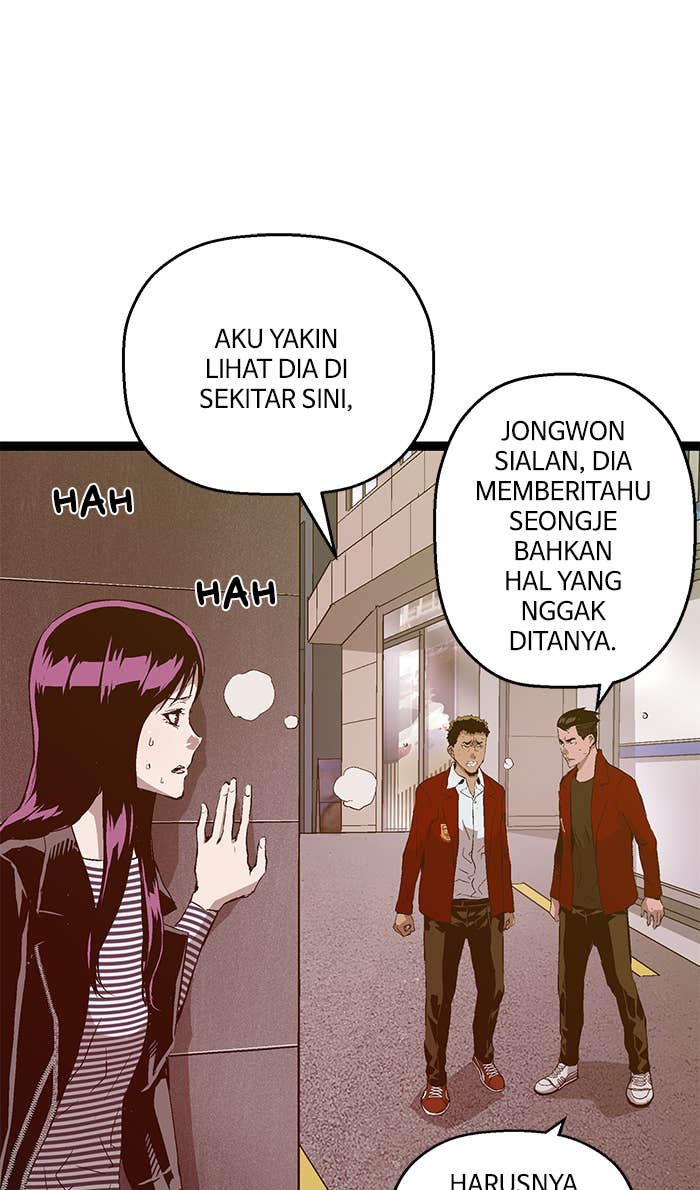 AKU YAKIN
LIHAT DIA DI
SEKITAR SINI,
JONGWON
SIALAN, DIA
MEMBERITAHU
SEONGJE
BAHKAN
HAL YANG
NGGAK
DITANYA.
HAH
HAH
HARUSNYA